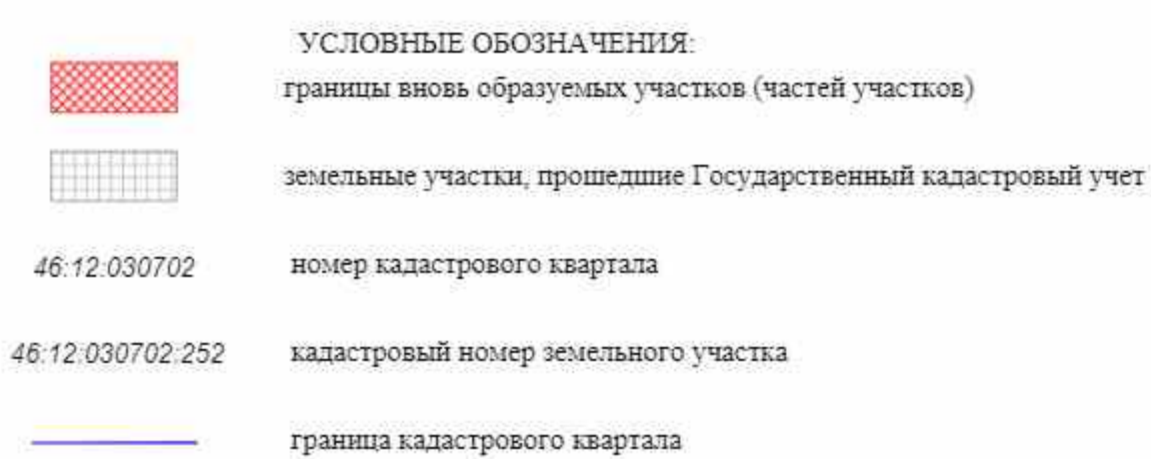 УСЛОВНЫЕ ОБОЗНАЧЕНИЯ:
границы вновь образуемых участков (частей участков)
земельные участки, прошедшие Государственный кадастровый учет
46:12:030702 номер кадастрового квартала
46:12:030702:252 кадастровый номер земельного участка
граница кадастрового квартала